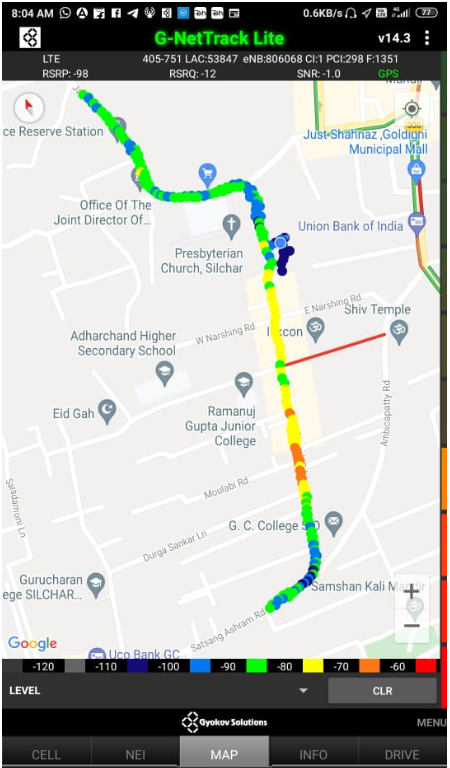 8:04 AM
0.6KB/s
77
G-NetTrack Lite
v14.3
LTE
405-751 LAC:53847 eNB:806068 CI:1 PCI:298 F:1351
RSRP: -98
RSRQ: -12
SNR: -1.0
GPS
ce Reserve Station
Just Shahnaz ,Goldighi
Municipal Mall
Office Of The
Joint Director Of...
Union Bank of India
Presbyterian
Church, Silchar
E Narshing Rd
Shiv Temple
W Narshing Rd
Adharchand Higher
Secondary School
Ambicapatty Rd
Eid Gah
Ramanuj
Gupta Junior
College
Moulabi Rd
G. C. College S.O
Durga Sankar Ln
Gurucharan
ege SILCHAR...
Samshan Kali Mandir
Satsang Ashram Rd
Google
Uco Bank GC
-120 -110 -100 -90 -80 -70 -60
LEVEL
CLR
Gyokov Solutions
MENU
CELL NEI MAP INFO DRIVE